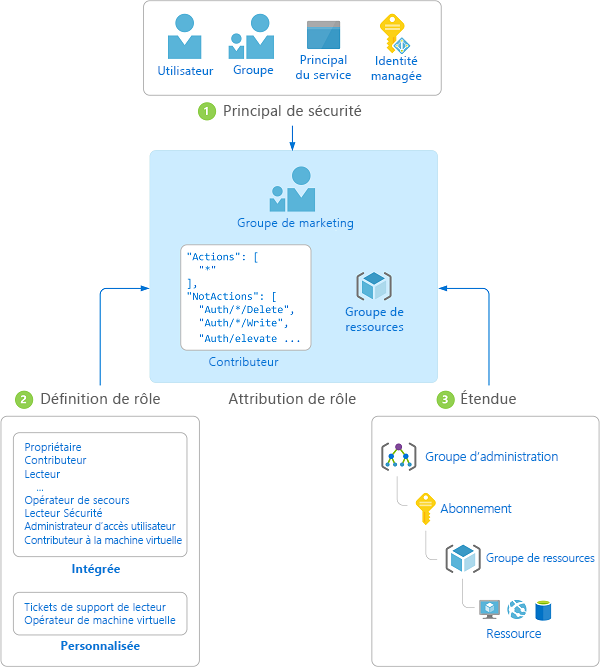 Utilisateur
Groupe
Principal
du service
Identité
managée
1 Principal de sécurité
Groupe de marketing
"Actions": [
"*"
],
"NotActions": [
"Auth/*/Delete",
"Auth/*/Write",
"Auth/elevate ...
Contributeur
Groupe de
ressources
2 Définition de rôle
Attribution de rôle
3 Étendue
Propriétaire
Contributeur
Lecteur
...
Opérateur de secours
Lecteur Sécurité
Administrateur d'accès utilisateur
Contributeur à la machine virtuelle
Intégrée
Tickets de support de lecteur
Opérateur de machine virtuelle
Personnalisée
Groupe d'administration
Abonnement
Groupe de ressources
Ressource